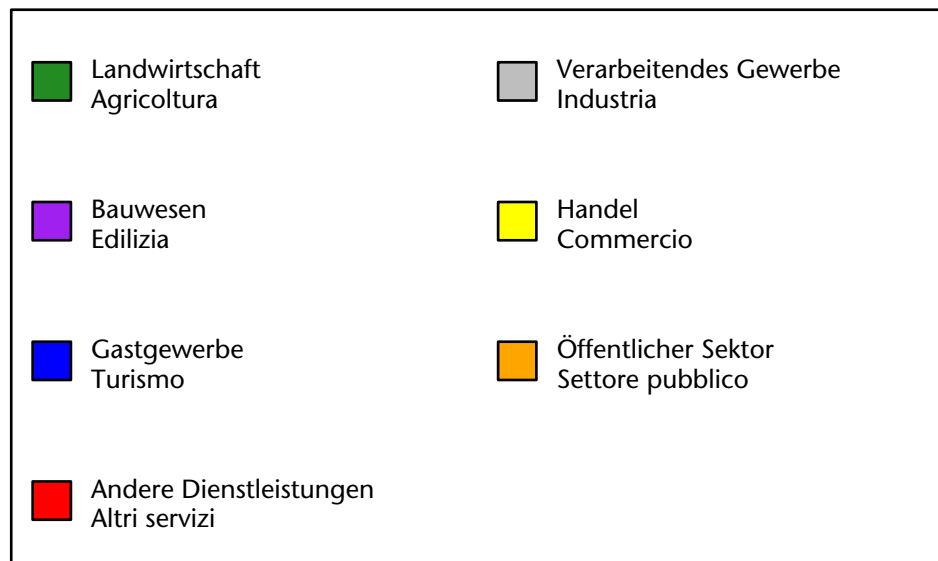 Landwirtschaft
Agricoltura
Verarbeitendes Gewerbe
Industria
Bauwesen
Edilizia
Handel
Commercio
Gastgewerbe
Turismo
Öffentlicher Sektor
Settore pubblico
Andere Dienstleistungen
Altri servizi